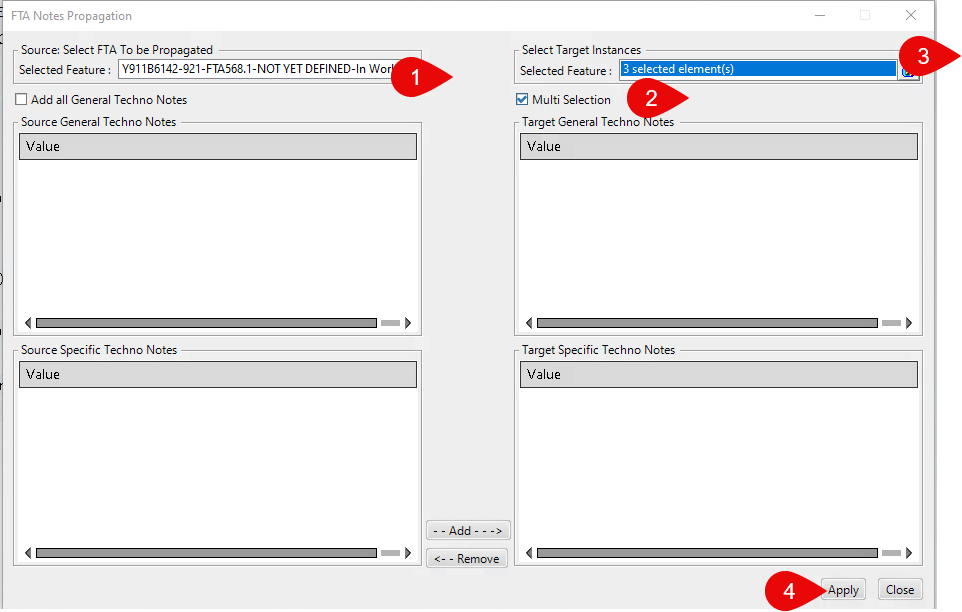 FTA Notes Propagation
Source: Select FTA To be Propagated
Selected Feature : Y911B6142-921-FTA568.1-NOT YET DEFINED-In Wor
1
Add all General Techno Notes
Source General Techno Notes
Value
Source Specific Techno Notes
Value
- - Add - - ->
<- - Remove
Select Target Instances
Selected Feature : 3 selected element(s)
3
Multi Selection
2
Target General Techno Notes
Value
Target Specific Techno Notes
Value
4
Apply
Close